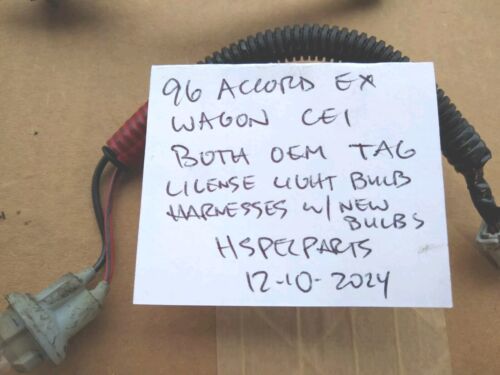 96 ACCORD EX
WAGON CE1
BOTH OEM TAG
LICENSE LIGHT BULB
HARNESSES W/ NEW
BULBS
HSPECPARTS
12-10-2024